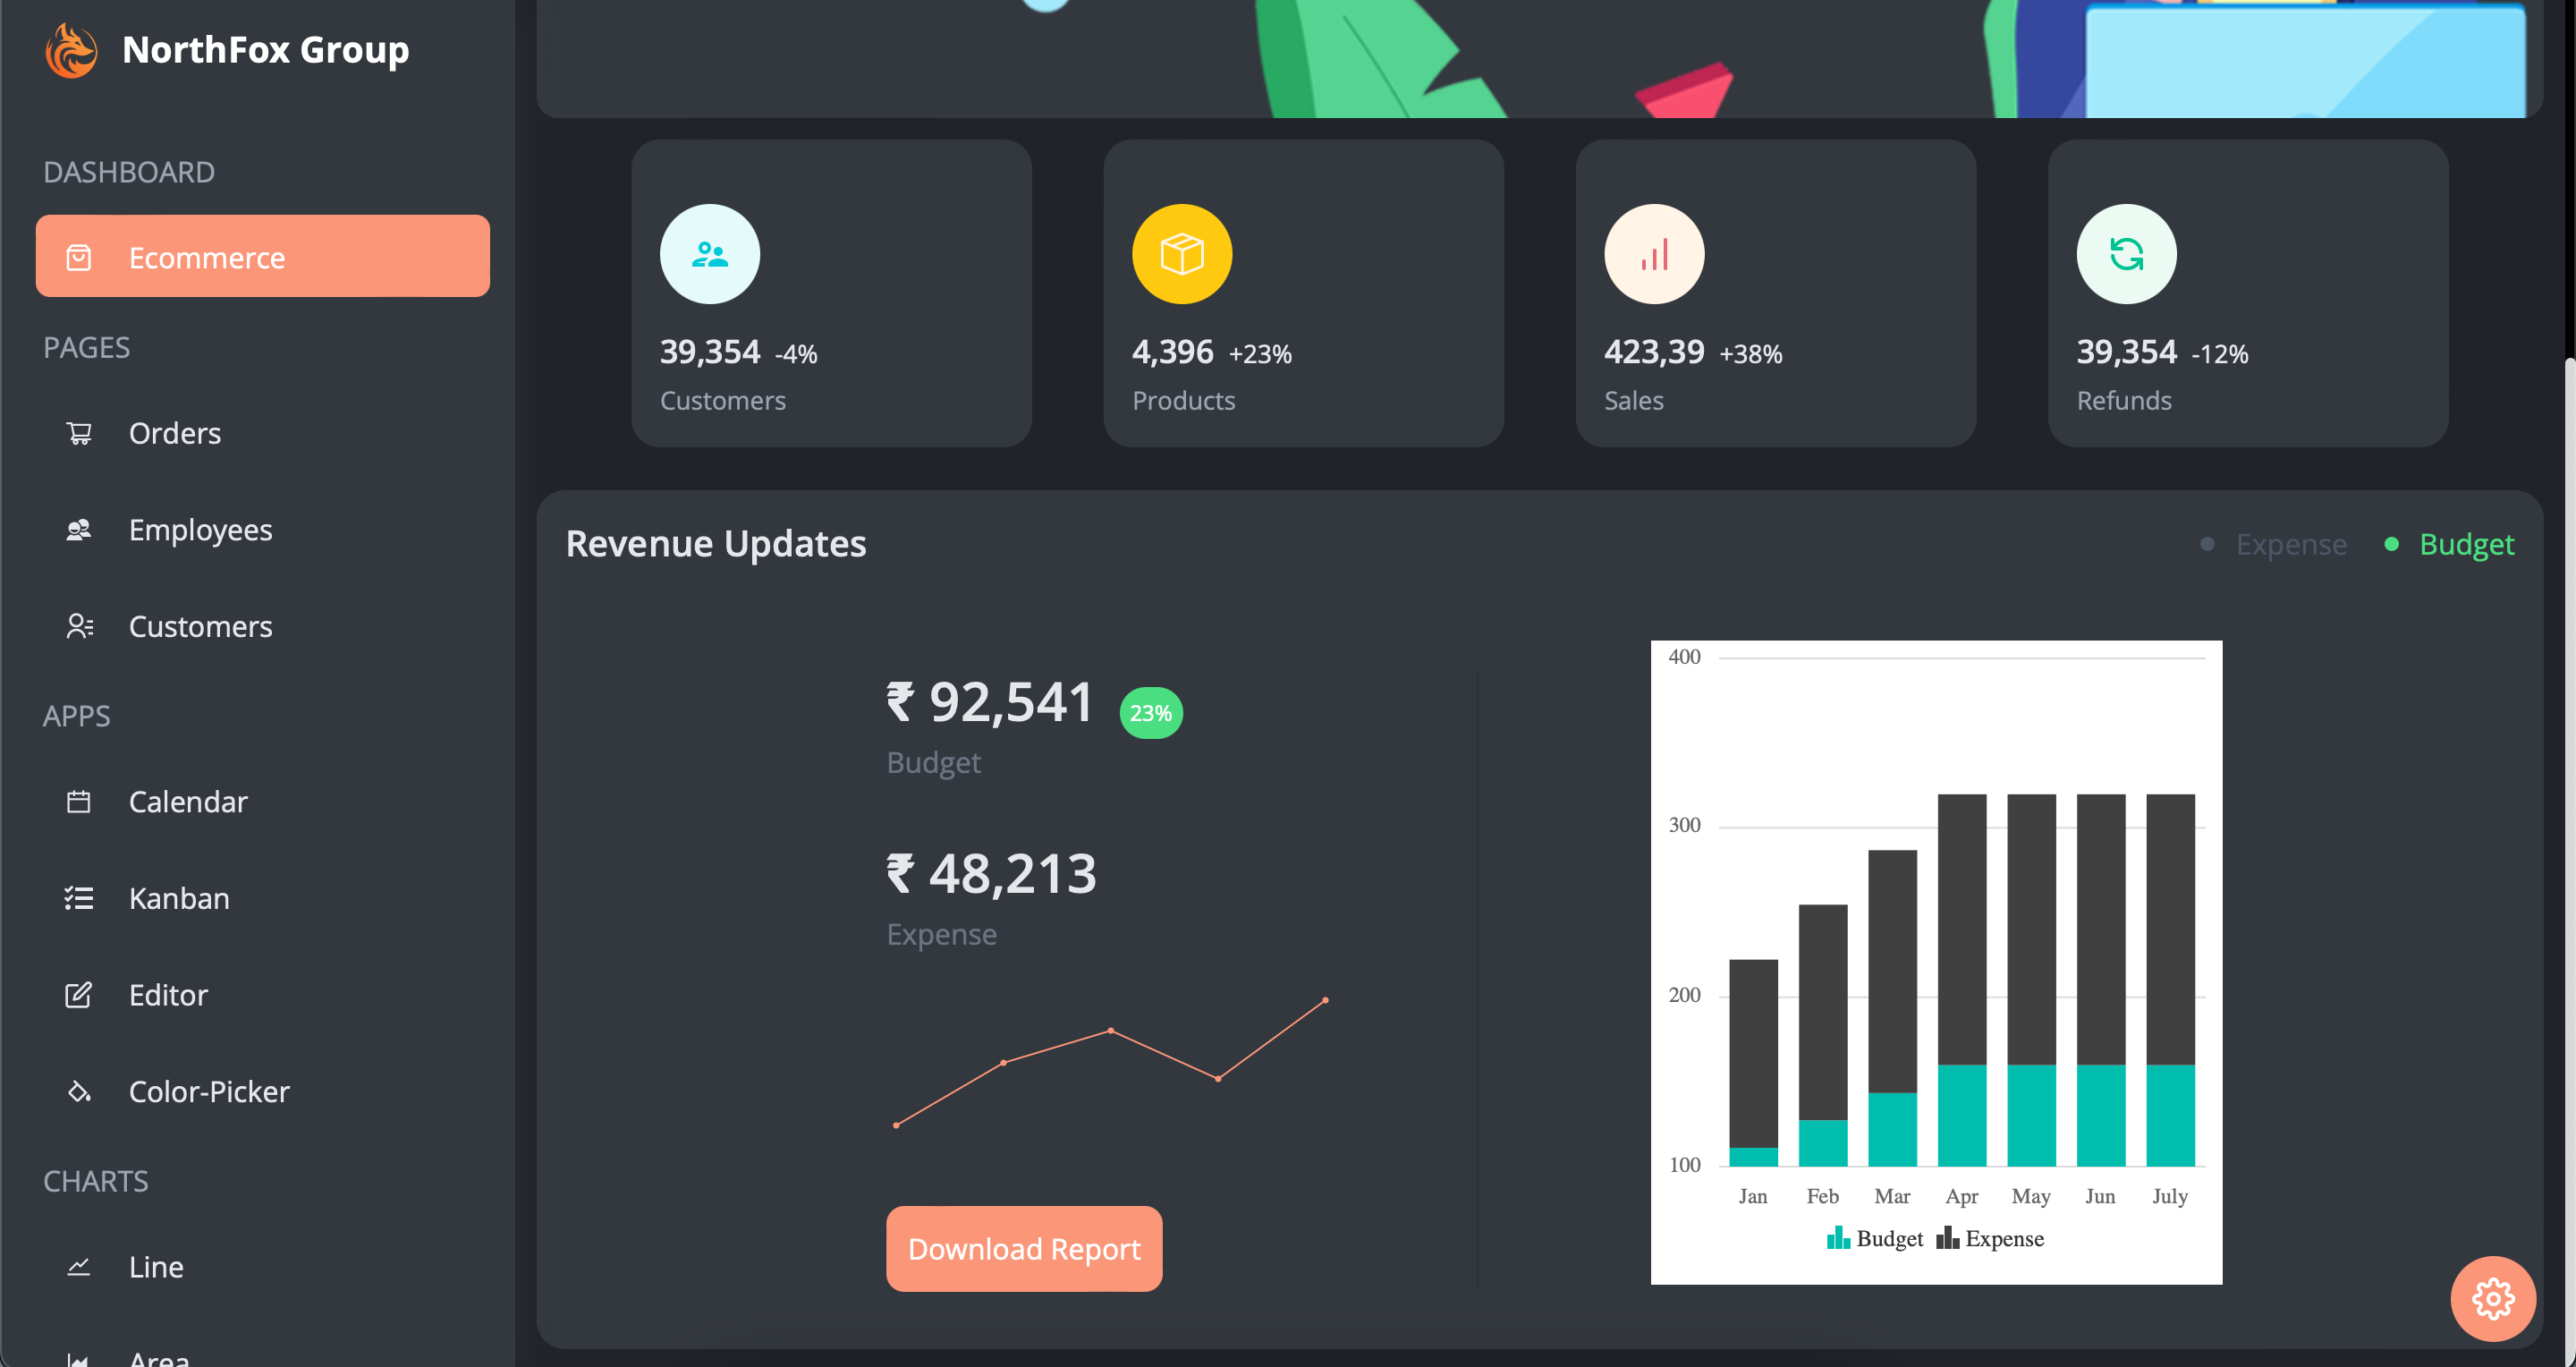 NorthFox Group
DASHBOARD
Ecommerce
PAGES
Orders
Employees
Customers
APPS
Calendar
Kanban
Editor
Color-Picker
CHARTS
Line
Area
39,354 -4%
Customers
4,396 +23%
Products
423,39 +38%
Sales
39,354 -12%
Refunds
Revenue Updates
Expense
Budget
₹ 92,541 23%
Budget
₹ 48,213
Expense
Download Report
400
300
200
100
Jan Feb Mar Apr May Jun July
Budget Expense